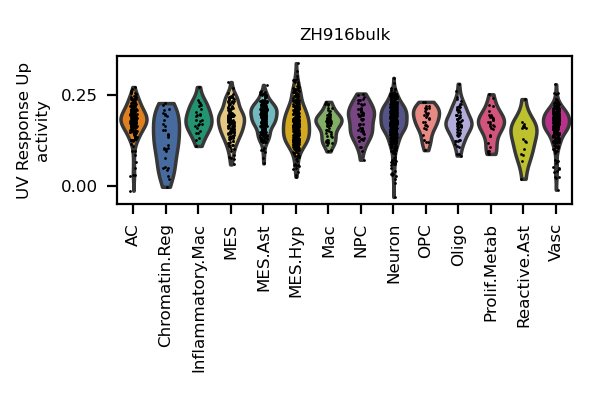 ZH916bulk
UV Response Up
activity
0.25
0.00
AC
Chromatin.Reg
Inflammatory.Mac
MES
MES.Ast
MES.Hyp
Mac
NPC
Neuron
OPC
Oligo
Prolif.Metab
Reactive.Ast
Vasc